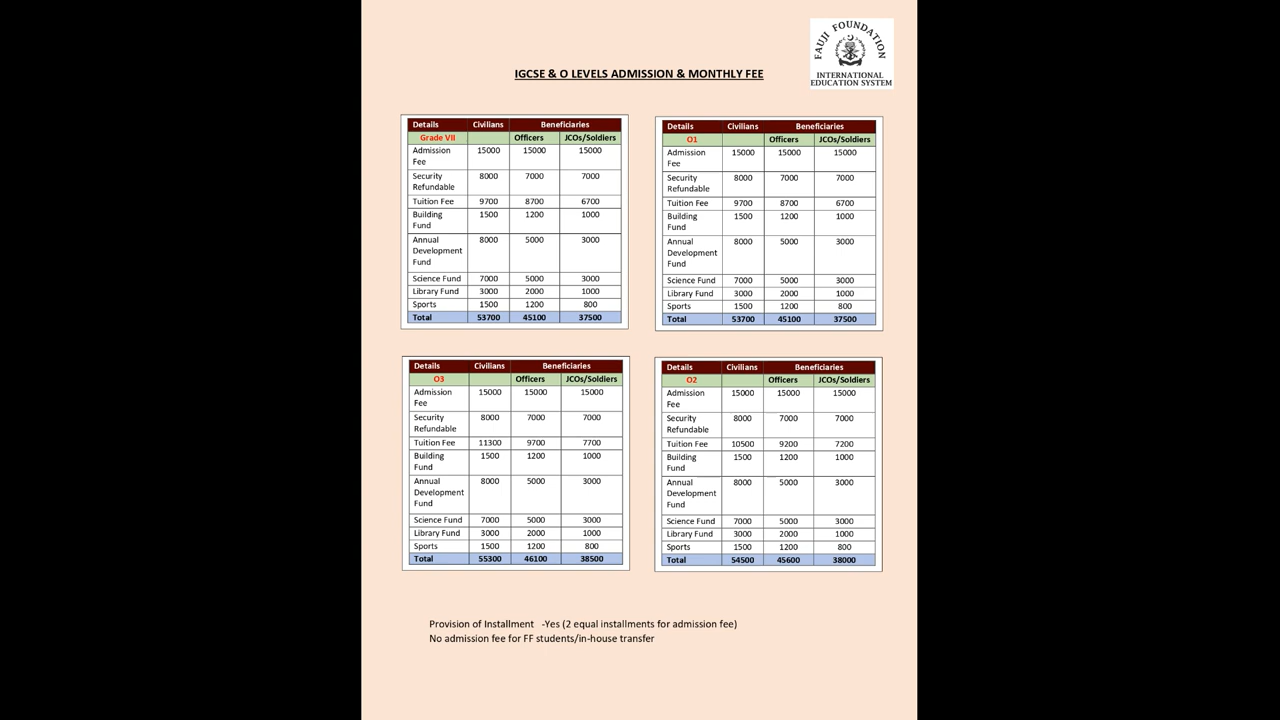 FAUJI FOUNDATION
INTERNATIONAL
EDUCATION SYSTEM
IGCSE & O LEVELS ADMISSION & MONTHLY FEE
Details Civilians Beneficiaries
Grade VII Officers JCOs/Soldiers
Admission 15000 15000 15000
Fee
Security 8000 7000 7000
Refundable
Tuition Fee 9700 8700 6700
Building 1500 1200 1000
Fund
Annual 8000 5000 3000
Development
Fund
Science Fund 7000 5000 3000
Library Fund 3000 2000 1000
Sports 1500 1200 800
Total 53700 45100 37500
Details Civilians Beneficiaries
O1 Officers JCOs/Soldiers
Admission 15000 15000 15000
Fee
Security 8000 7000 7000
Refundable
Tuition Fee 9700 8700 6700
Building 1500 1200 1000
Fund
Annual 8000 5000 3000
Development
Fund
Science Fund 7000 5000 3000
Library Fund 3000 2000 1000
Sports 1500 1200 800
Total 53700 45100 37500
Details Civilians Beneficiaries
O3 Officers JCOs/Soldiers
Admission 15000 15000 15000
Fee
Security 8000 7000 7000
Refundable
Tuition Fee 11300 9700 7700
Building 1500 1200 1000
Fund
Annual 8000 5000 3000
Development
Fund
Science Fund 7000 5000 3000
Library Fund 3000 2000 1000
Sports 1500 1200 800
Total 55300 46100 38500
Details Civilians Beneficiaries
O2 Officers JCOs/Soldiers
Admission 15000 15000 15000
Fee
Security 8000 7000 7000
Refundable
Tuition Fee 10500 9200 7200
Building 1500 1200 1000
Fund
Annual 8000 5000 3000
Development
Fund
Science Fund 7000 5000 3000
Library Fund 3000 2000 1000
Sports 1500 1200 800
Total 54500 45600 38000
Provision of Installment -Yes (2 equal installments for admission fee)
No admission fee for FF students/in-house transfer